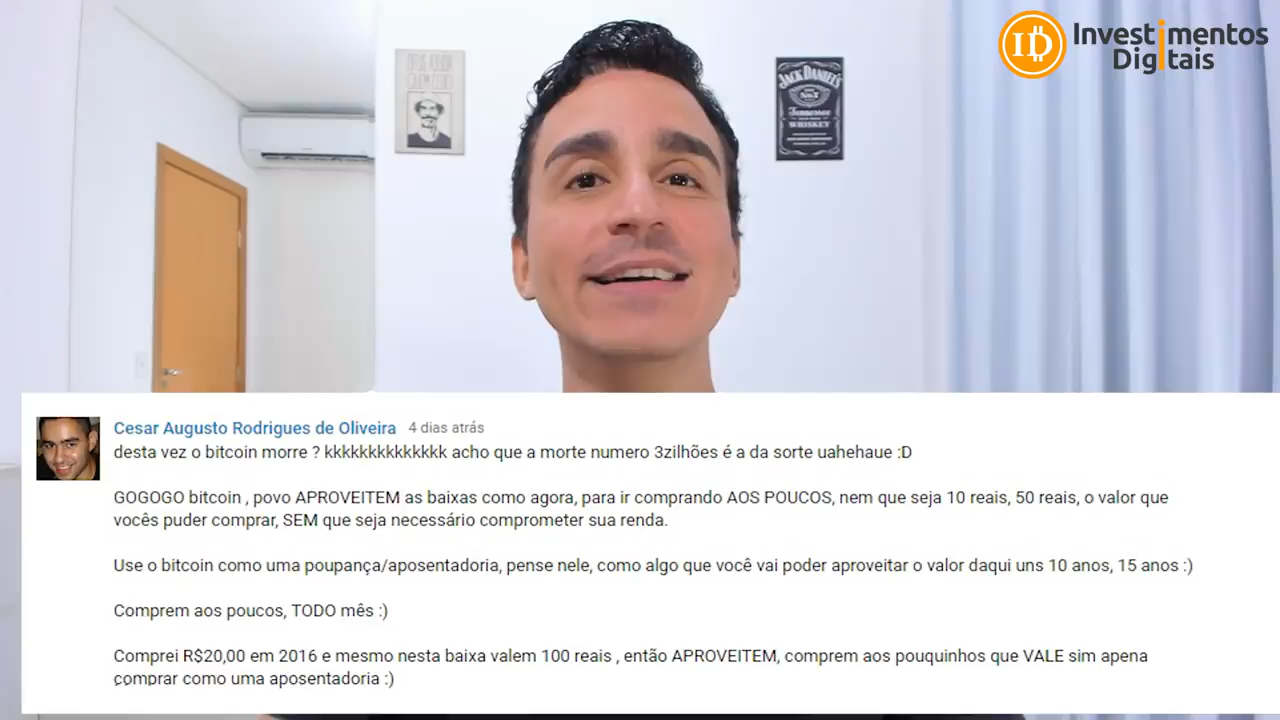 Investimentos
Digitais
JACK DANIEL'S
Tennessee
WHISKEY
Cesar Augusto Rodrigues de Oliveira 4 dias atrás
desta vez o bitcoin morre ? kkkkkkkkkkkkkk acho que a morte numero 3zilhões é a da sorte uahehaue :D
GOGOGO bitcoin , povo APROVEITEM as baixas como agora, para ir comprando AOS POUCOS, nem que seja 10 reais, 50 reais, o valor que
vocês puder comprar, SEM que seja necessário comprometer sua renda.
Use o bitcoin como uma poupança/aposentadoria, pense nele, como algo que você vai poder aproveitar o valor daqui uns 10 anos, 15 anos :)
Comprem aos poucos, TODO mês :)
Comprei R$20,00 em 2016 e mesmo nesta baixa valem 100 reais , então APROVEITEM, comprem aos pouquinhos que VALE sim apena
comprar como uma aposentadoria :)